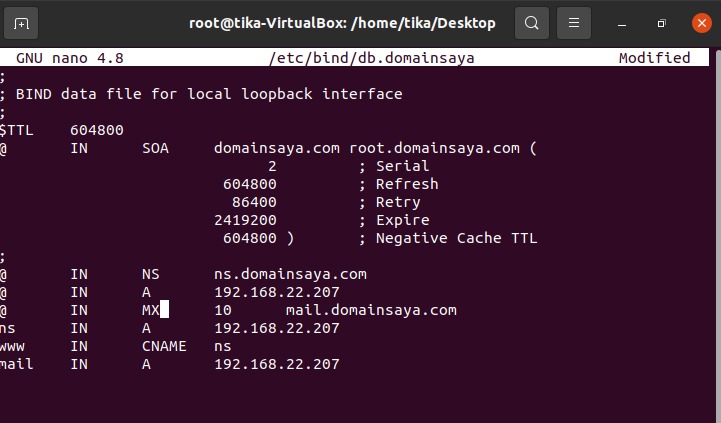 root@tika-VirtualBox: /home/tika/Desktop
GNU nano 4.8 /etc/bind/db.domainsaya Modified
;
; BIND data file for local loopback interface
;
$TTL 604800
@ IN SOA domainsaya.com root.domainsaya.com (
2 ; Serial
604800 ; Refresh
86400 ; Retry
2419200 ; Expire
604800 ) ; Negative Cache TTL
;
@ IN NS ns.domainsaya.com
@ IN A 192.168.22.207
@ IN MX 10 mail.domainsaya.com
ns IN A 192.168.22.207
www IN CNAME ns
mail IN A 192.168.22.207